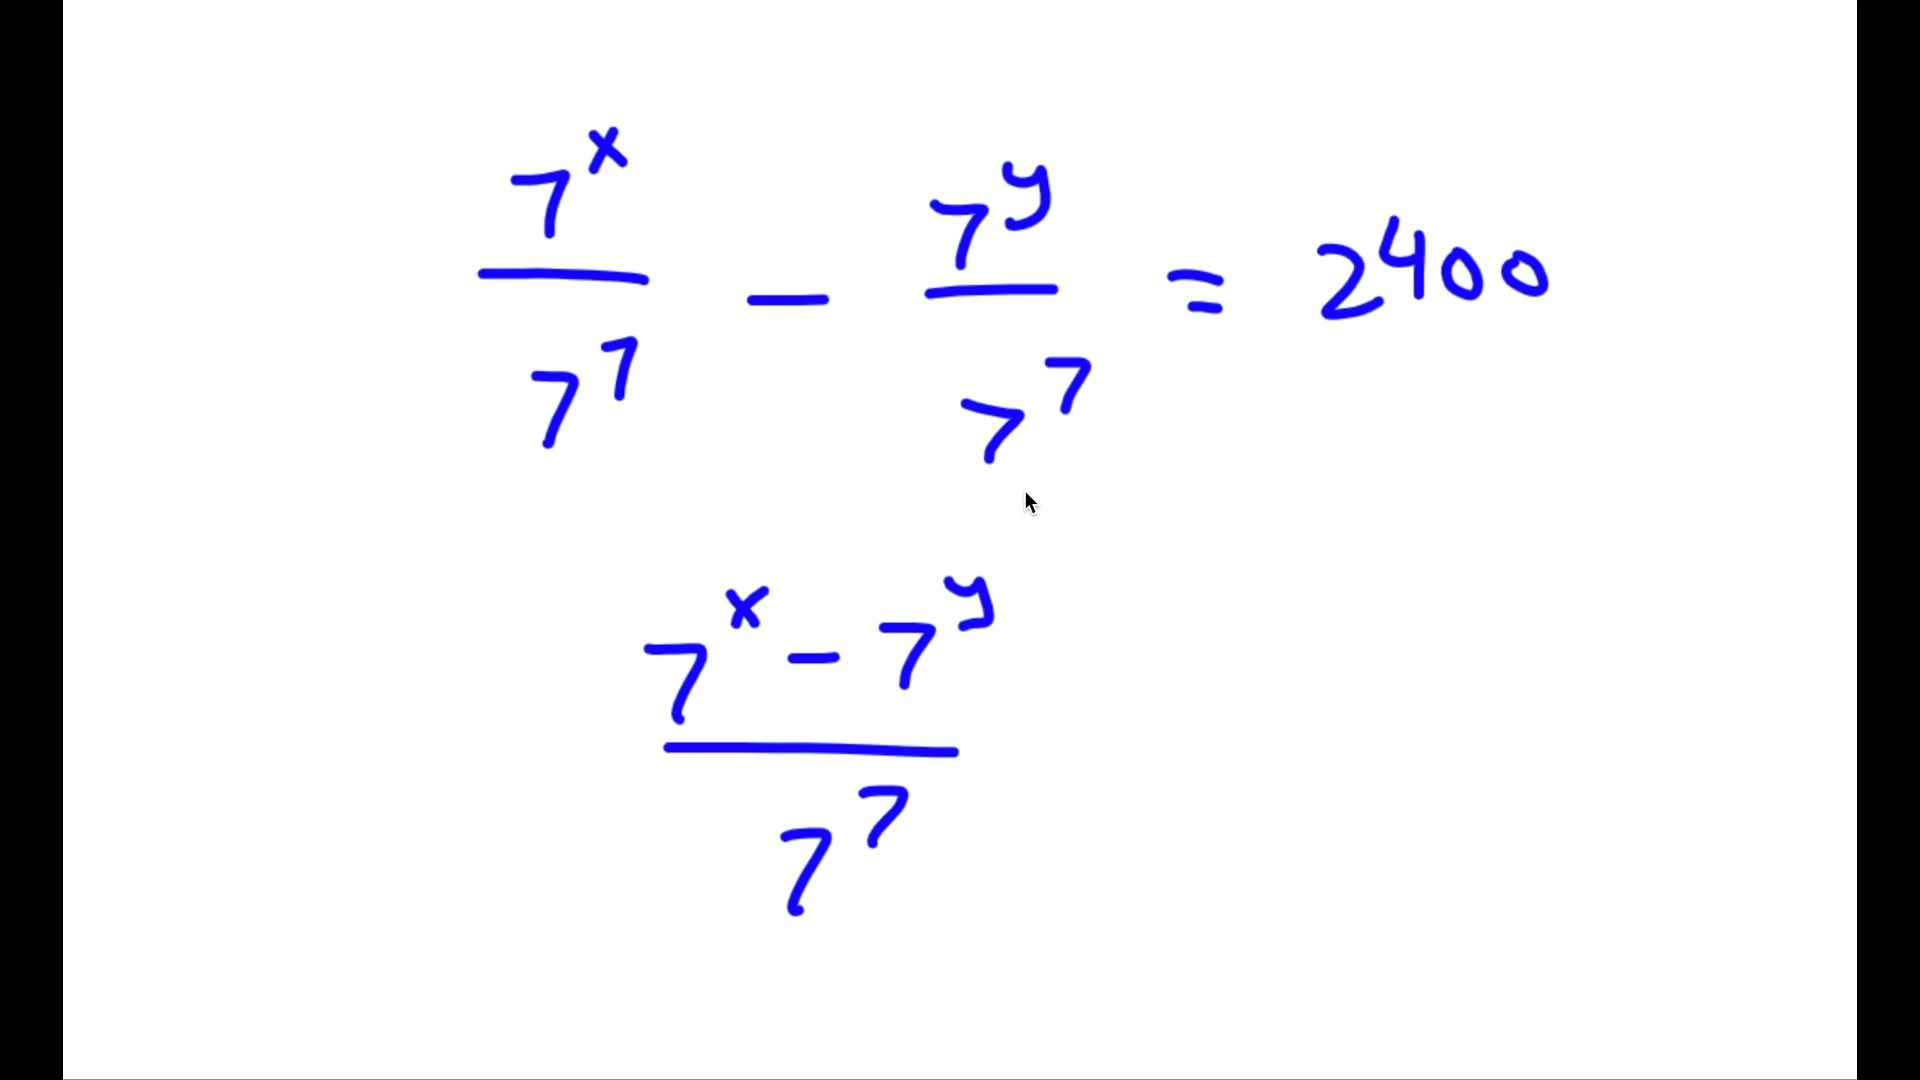 7^x / 7^7 - 7^y / 7^7 = 2400
7^x - 7^y / 7^7